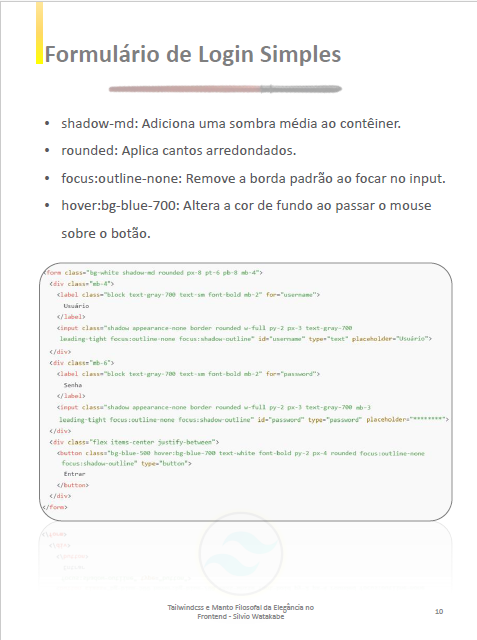 Formulário de Login Simples
• shadow-md: Adiciona uma sombra média ao contêiner.
• rounded: Aplica cantos arredondados.
• focus:outline-none: Remove a borda padrão ao focar no input.
• hover:bg-blue-700: Altera a cor de fundo ao passar o mouse
sobre o botão.
<form class="bg-white shadow-md rounded px-8 pt-6 pb-8 mb-4">
<div class="mb-4">
<label class="block text-gray-700 text-sm font-bold mb-2" for="username">
Usuário
</label>
<input class="shadow appearance-none border rounded w-full py-2 px-3 text-gray-700
leading-tight focus:outline-none focus:shadow-outline" id="username" type="text" placeholder="Usuário">
</div>
<div class="mb-6">
<label class="block text-gray-700 text-sm font-bold mb-2" for="password">
Senha
</label>
<input class="shadow appearance-none border rounded w-full py-2 px-3 text-gray-700 mb-3
leading-tight focus:outline-none focus:shadow-outline" id="password" type="password" placeholder="********">
</div>
<div class="flex items-center justify-between">
<button class="bg-blue-500 hover:bg-blue-700 text-white font-bold py-2 px-4 rounded focus:outline-none
focus:shadow-outline" type="button">
Entrar
</button>
</div>
</form>
Tailwindcss e Manto Filosofal da Elegância no
Frontend - Silvio Watakabe
10